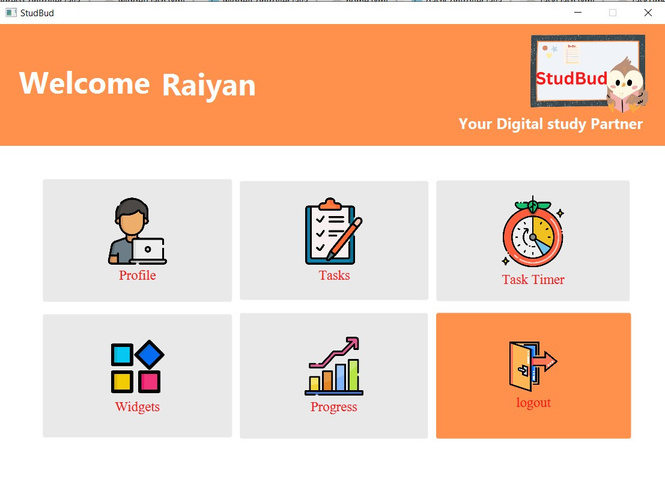 StudBud
Welcome Raiyan
StudBud
Your Digital study Partner
Profile
Tasks
Task Timer
Widgets
Progress
logout